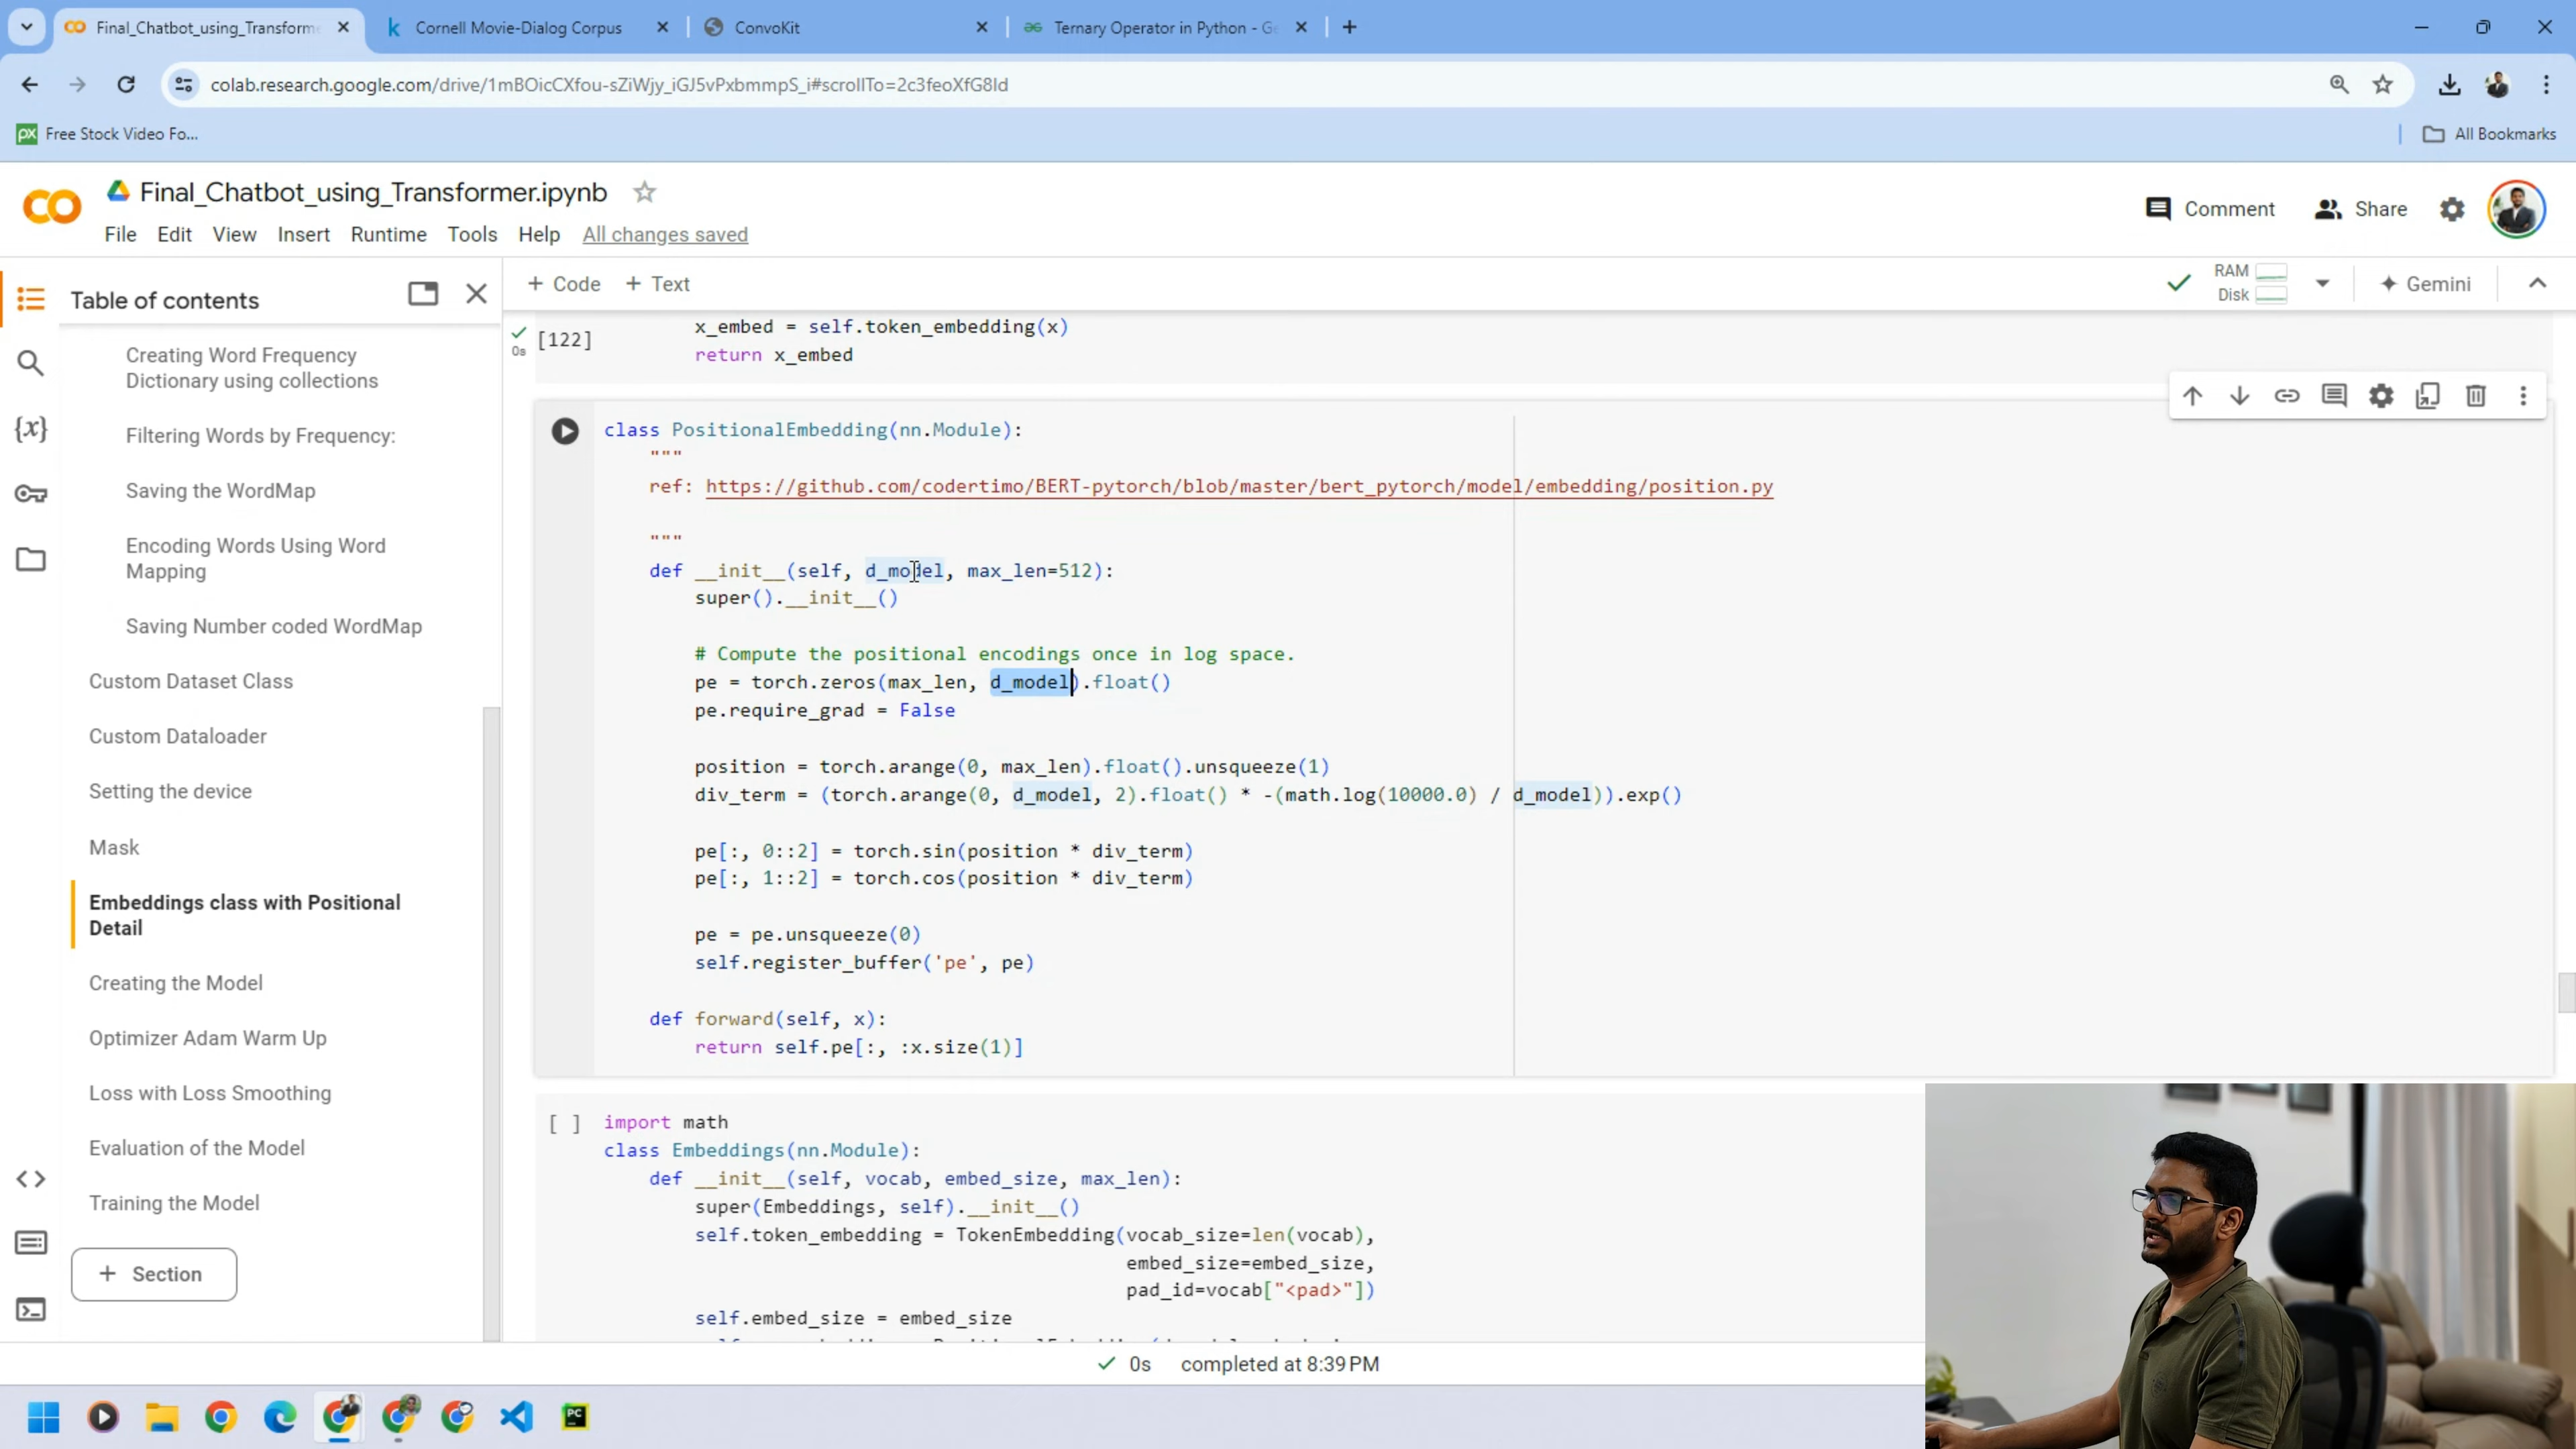 Final_Chatbot_using_Transforme
Cornell Movie-Dialog Corpus
ConvoKit
Ternary Operator in Python - Ge
colab.research.google.com/drive/1mBOicCXfou-sZiWjy_iGJ5vPxbmmpS_i#scrollTo=2c3feoXfG8ld
px Free Stock Video Fo...
All Bookmarks
Final_Chatbot_using_Transformer.ipynb
Comment
Share
File Edit View Insert Runtime Tools Help All changes saved
Table of contents
+ Code + Text
RAM
Disk
Gemini
Creating Word Frequency
Dictionary using collections
Filtering Words by Frequency:
Saving the WordMap
Encoding Words Using Word
Mapping
Saving Number coded WordMap
Custom Dataset Class
Custom Dataloader
Setting the device
Mask
Embeddings class with Positional
Detail
Creating the Model
Optimizer Adam Warm Up
Loss with Loss Smoothing
Evaluation of the Model
Training the Model
+ Section
0s
[122]
x_embed = self.token_embedding(x)
return x_embed
class PositionalEmbedding(nn.Module):
"""
ref: https://github.com/codertimo/BERT-pytorch/blob/master/bert_pytorch/model/embedding/position.py
"""
def __init__(self, d_model, max_len=512):
super().__init__()
# Compute the positional encodings once in log space.
pe = torch.zeros(max_len, d_model).float()
pe.require_grad = False
position = torch.arange(0, max_len).float().unsqueeze(1)
div_term = (torch.arange(0, d_model, 2).float() * -(math.log(10000.0) / d_model)).exp()
pe[:, 0::2] = torch.sin(position * div_term)
pe[:, 1::2] = torch.cos(position * div_term)
pe = pe.unsqueeze(0)
self.register_buffer('pe', pe)
def forward(self, x):
return self.pe[:, :x.size(1)]
[ ]
import math
class Embeddings(nn.Module):
def __init__(self, vocab, embed_size, max_len):
super(Embeddings, self).__init__()
self.token_embedding = TokenEmbedding(vocab_size=len(vocab),
embed_size=embed_size,
pad_id=vocab["<pad>"])
self.embed_size = embed_size
0s completed at 8:39 PM
PC